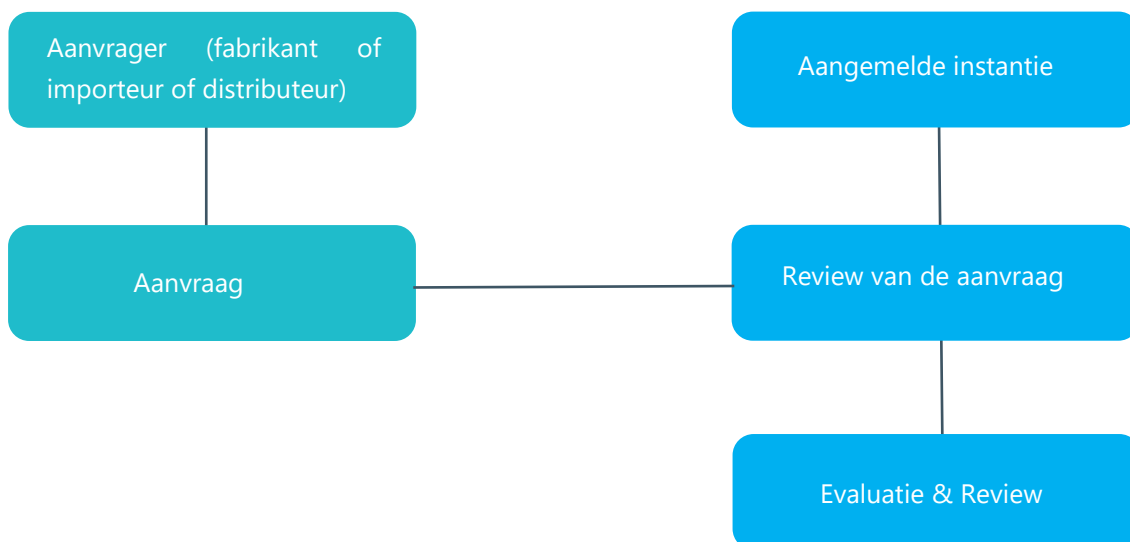 Aanvrager (fabrikant of
importeur of distributeur)
Aangemelde instantie
Aanvraag
Review van de aanvraag
Evaluatie & Review